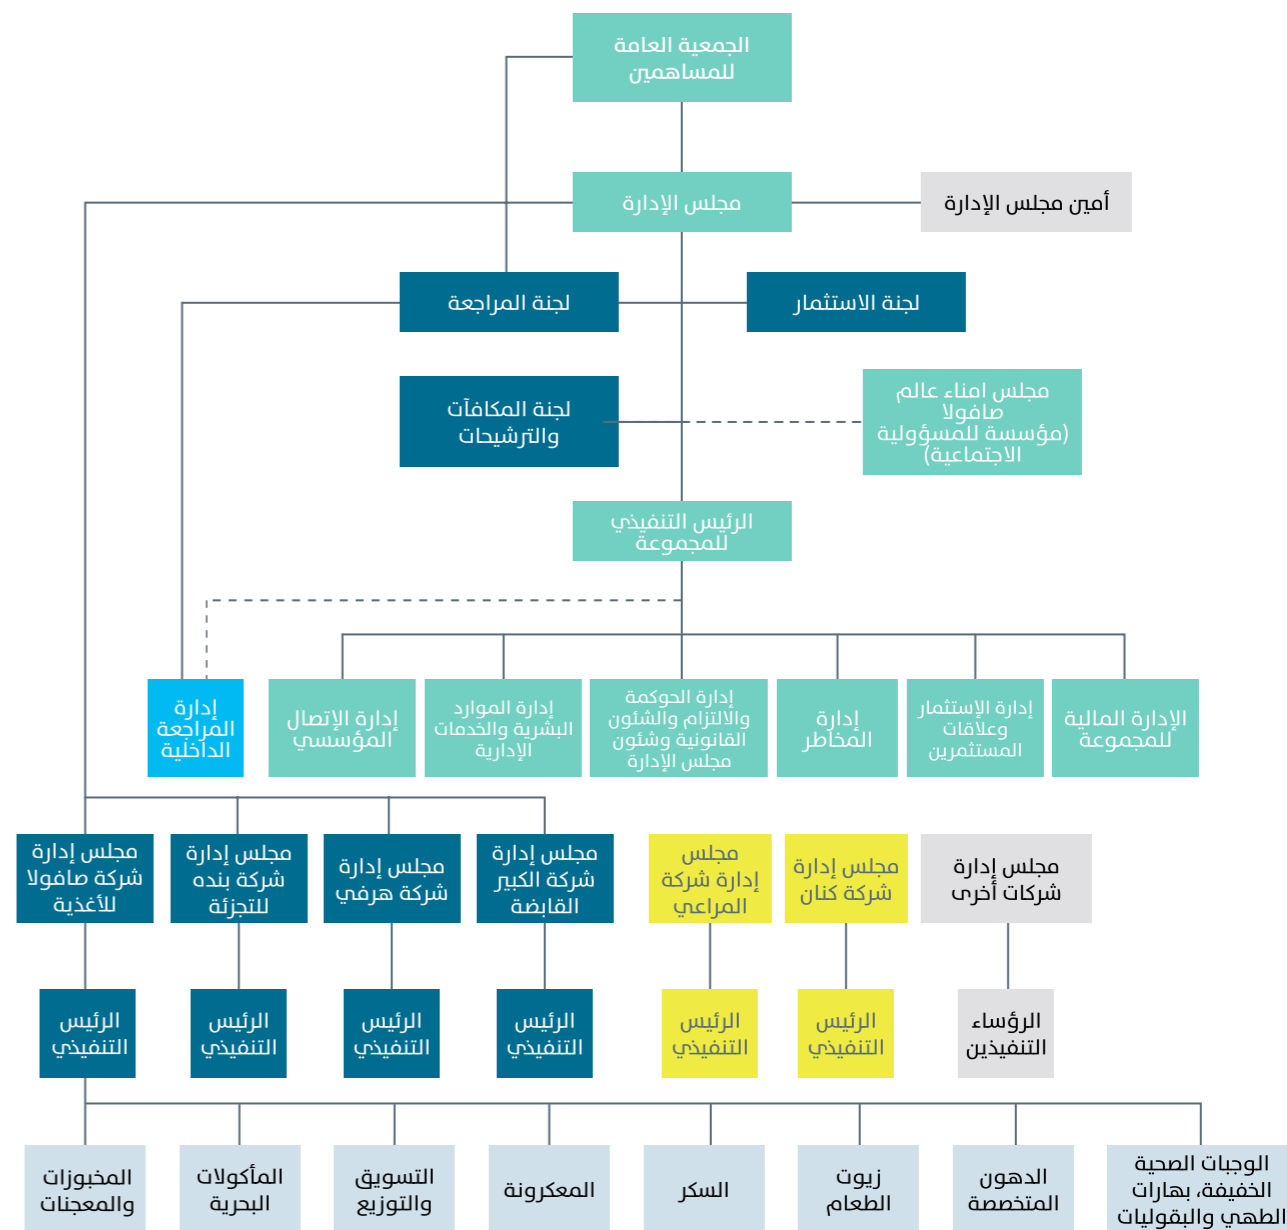 الجمعية العامة
للمساهمين
مجلس الإدارة
أمين مجلس الإدارة
لجنة الاستثمار
لجنة المراجعة
مجلس امناء عالم
صافولا
(مؤسسة للمسؤولية
الاجتماعية)
لجنة المكافآت
والترشيحات
الرئيس التنفيذي
للمجموعة
الإدارة المالية
للمجموعة
إدارة الإستثمار
وعلاقات
المستثمرين
إدارة
المخاطر
إدارة الحوكمة
والالتزام والشئون
القانونية وشئون
مجلس الإدارة
إدارة الموارد
البشرية والخدمات
الإدارية
إدارة الإتصال
المؤسسي
إدارة
المراجعة
الداخلية
مجلس إدارة
شركات أخرى
مجلس إدارة
شركة كنان
مجلس
إدارة شركة
المراعي
مجلس إدارة
شركة الكبير
القابضة
مجلس إدارة
شركة هرفي
مجلس إدارة
شركة بنده
للتجزئة
مجلس إدارة
شركة صافولا
للأغذية
الرؤساء
التنفيذين
الرئيس
التنفيذي
الرئيس
التنفيذي
الرئيس
التنفيذي
الرئيس
التنفيذي
الرئيس
التنفيذي
الرئيس
التنفيذي
الوجبات الصحية
الخفيفة، بهارات
الطهي والبقوليات
الدهون
المتخصصة
زيوت
الطعام
السكر
المعكرونة
التسويق
والتوزيع
المأكولات
البحرية
المخبوزات
والمعجنات